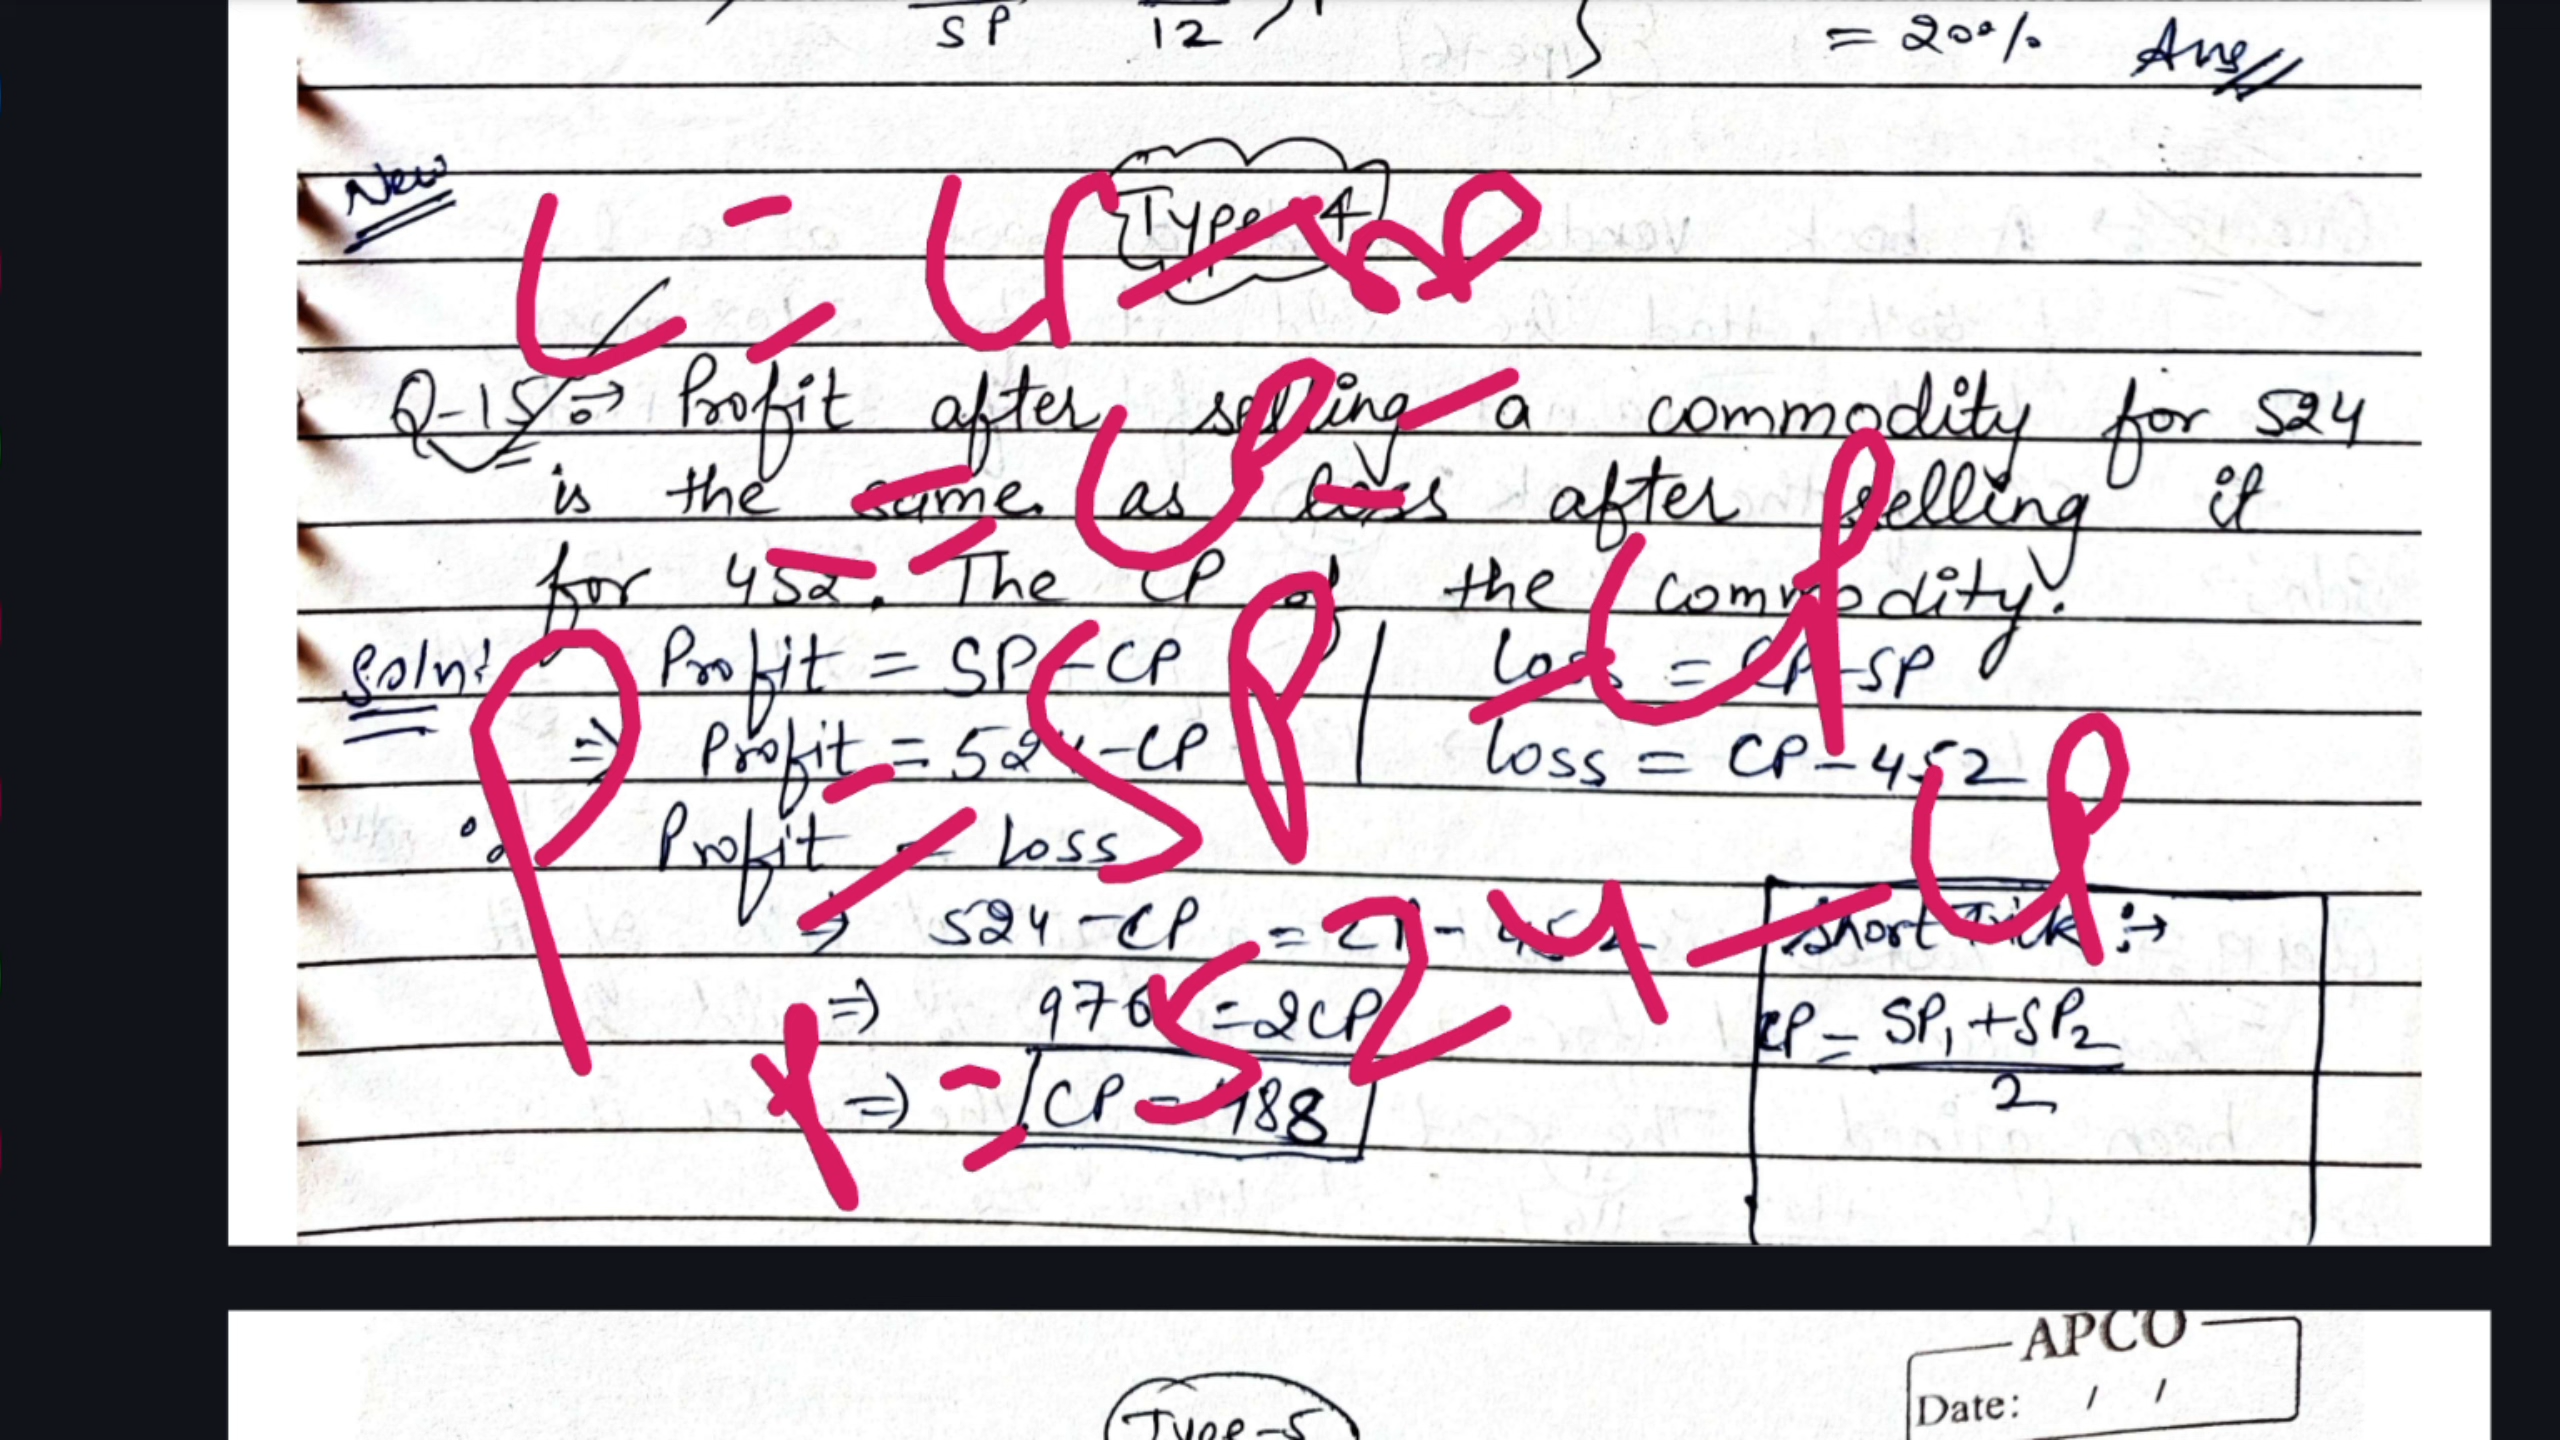 SP 12 = 20% Ans
New
Type-4
L = CP - SP
Q-15 Profit after selling a commodity for 524
= CP -
is the same as loss after selling it
for 452. The CP of the commodity.
Soln: Profit = SP - CP | Loss = CP - SP
⇒ Profit = 524 - CP | Loss = CP - 452
P = SP - CP
∴ Profit = Loss
⇒ 524 - CP = CP - 452 Short Trick :→
⇒ 976 = 2CP CP = SP₁ + SP₂
P = 524 - CP
⇒ CP = 488 2
APCO
Date: / /
Type-5